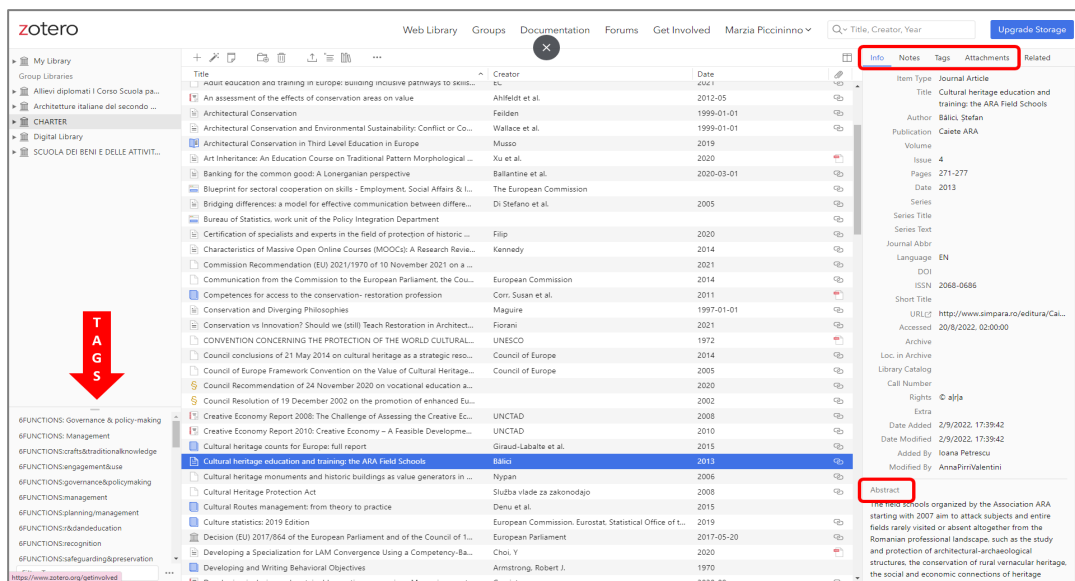 zotero
Web Library Groups Documentation Forums Get Involved Marzia Piccininno
Title, Creator, Year
Upgrade Storage
My Library
Group Libraries
Allievi diplomati I Corso Scuola pa...
Architetture italiane del secondo ...
CHARTER
Digital Library
SCUOLA DEI BENI E DELLE ATTIVIT...
TAGS
6FUNCTIONS: Governance & policy-making
6FUNCTIONS: Management
6FUNCTIONS:crafts&traditionalknowledge
6FUNCTIONS:engagement&use
6FUNCTIONS:governance&policymaking
6FUNCTIONS:management
6FUNCTIONS:planning/management
6FUNCTIONS:r&dandeducation
6FUNCTIONS:recognition
6FUNCTIONS:safeguarding&preservation
https://www.zotero.org/getinvolved
Title Creator Date
Adult education and training in Europe: Building inclusive pathways to skills... EC 2021
An assessment of the effects of conservation areas on value Ahlfeldt et al. 2012-05
Architectural Conservation Feilden 1999-01-01
Architectural Conservation and Environmental Sustainability: Conflict or Co... Wallace et al. 1999-01-01
Architectural Conservation in Third Level Education in Europe Musso 2019
Art Inheritance: An Education Course on Traditional Pattern Morphological ... Xu et al. 2020
Banking for the common good: A Lonerganian perspective Ballantine et al. 2020-03-01
Blueprint for sectoral cooperation on skills - Employment, Social Affairs & I... The European Commission
Bridging differences: a model for effective communication between differe... Di Stefano et al. 2005
Bureau of Statistics, work unit of the Policy Integration Department
Certification of specialists and experts in the field of protection of historic ... Filip 2020
Characteristics of Massive Open Online Courses (MOOCs): A Research Revie... Kennedy 2014
Commission Recommendation (EU) 2021/1970 of 10 November 2021 on a ... 2021
Communication from the Commission to the European Parliament, the Cou... European Commission 2014
Competences for access to the conservation- restoration profession Corr, Susan et al. 2011
Conservation and Diverging Philosophies Maguire 1997-01-01
Conservation vs Innovation? Should we (still) Teach Restoration in Architect... Fiorani 2021
CONVENTION CONCERNING THE PROTECTION OF THE WORLD CULTURAL... UNESCO 1972
Council conclusions of 21 May 2014 on cultural heritage as a strategic reso... Council of Europe 2014
Council of Europe Framework Convention on the Value of Cultural Heritage... Council of Europe 2005
Council Recommendation of 24 November 2020 on vocational education a... 2020
Council Resolution of 19 December 2002 on the promotion of enhanced Eu... 2002
Creative Economy Report 2008: The Challenge of Assessing the Creative Ec... UNCTAD 2008
Creative Economy Report 2010: Creative Economy – A Feasible Developme... UNCTAD 2010
Cultural heritage counts for Europe: full report Giraud-Labalte et al. 2015
Cultural heritage education and training: the ARA Field Schools Bălici 2013
Cultural heritage monuments and historic buildings as value generators in ... Nypan 2006
Cultural Heritage Protection Act Služba vlade za zakonodajo 2008
Cultural Routes management: from theory to practice Denu et al. 2015
Culture statistics: 2019 Edition European Commission. Eurostat. Statistical Office of t... 2019
Decision (EU) 2017/864 of the European Parliament and of the Council of 1... European Parliament 2017-05-20
Developing a Specialization for LAM Convergence Using a Competency-Ba... Choi, Y 2020
Developing and Writing Behavioral Objectives Armstrong, Robert J. 1970
Info Notes Tags Attachments Related
Item Type Journal Article
Title Cultural heritage education and
training: the ARA Field Schools
Author Bălici, Ștefan
Publication Caiete ARA
Volume
Issue 4
Pages 271-277
Date 2013
Series
Series Title
Series Text
Journal Abbr
Language EN
DOI
ISSN 2068-0686
Short Title
URL http://www.simpara.ro/editura/Cai...
Accessed 20/8/2022, 02:00:00
Archive
Loc. in Archive
Library Catalog
Call Number
Rights © a[r]a
Extra
Date Added 2/9/2022, 17:39:42
Date Modified 2/9/2022, 17:39:42
Added By Ioana Petrescu
Modified By AnnaPirriValentini
Abstract
The field schools organized by the Association ARA
starting with 2007 aim to attack subjects and entire
fields rarely visited or absent altogether from the
Romanian professional landscape, such as the study
and protection of architectural-archaeological
structures, the conservation of rural vernacular heritage,
the social and economic connections of heritage